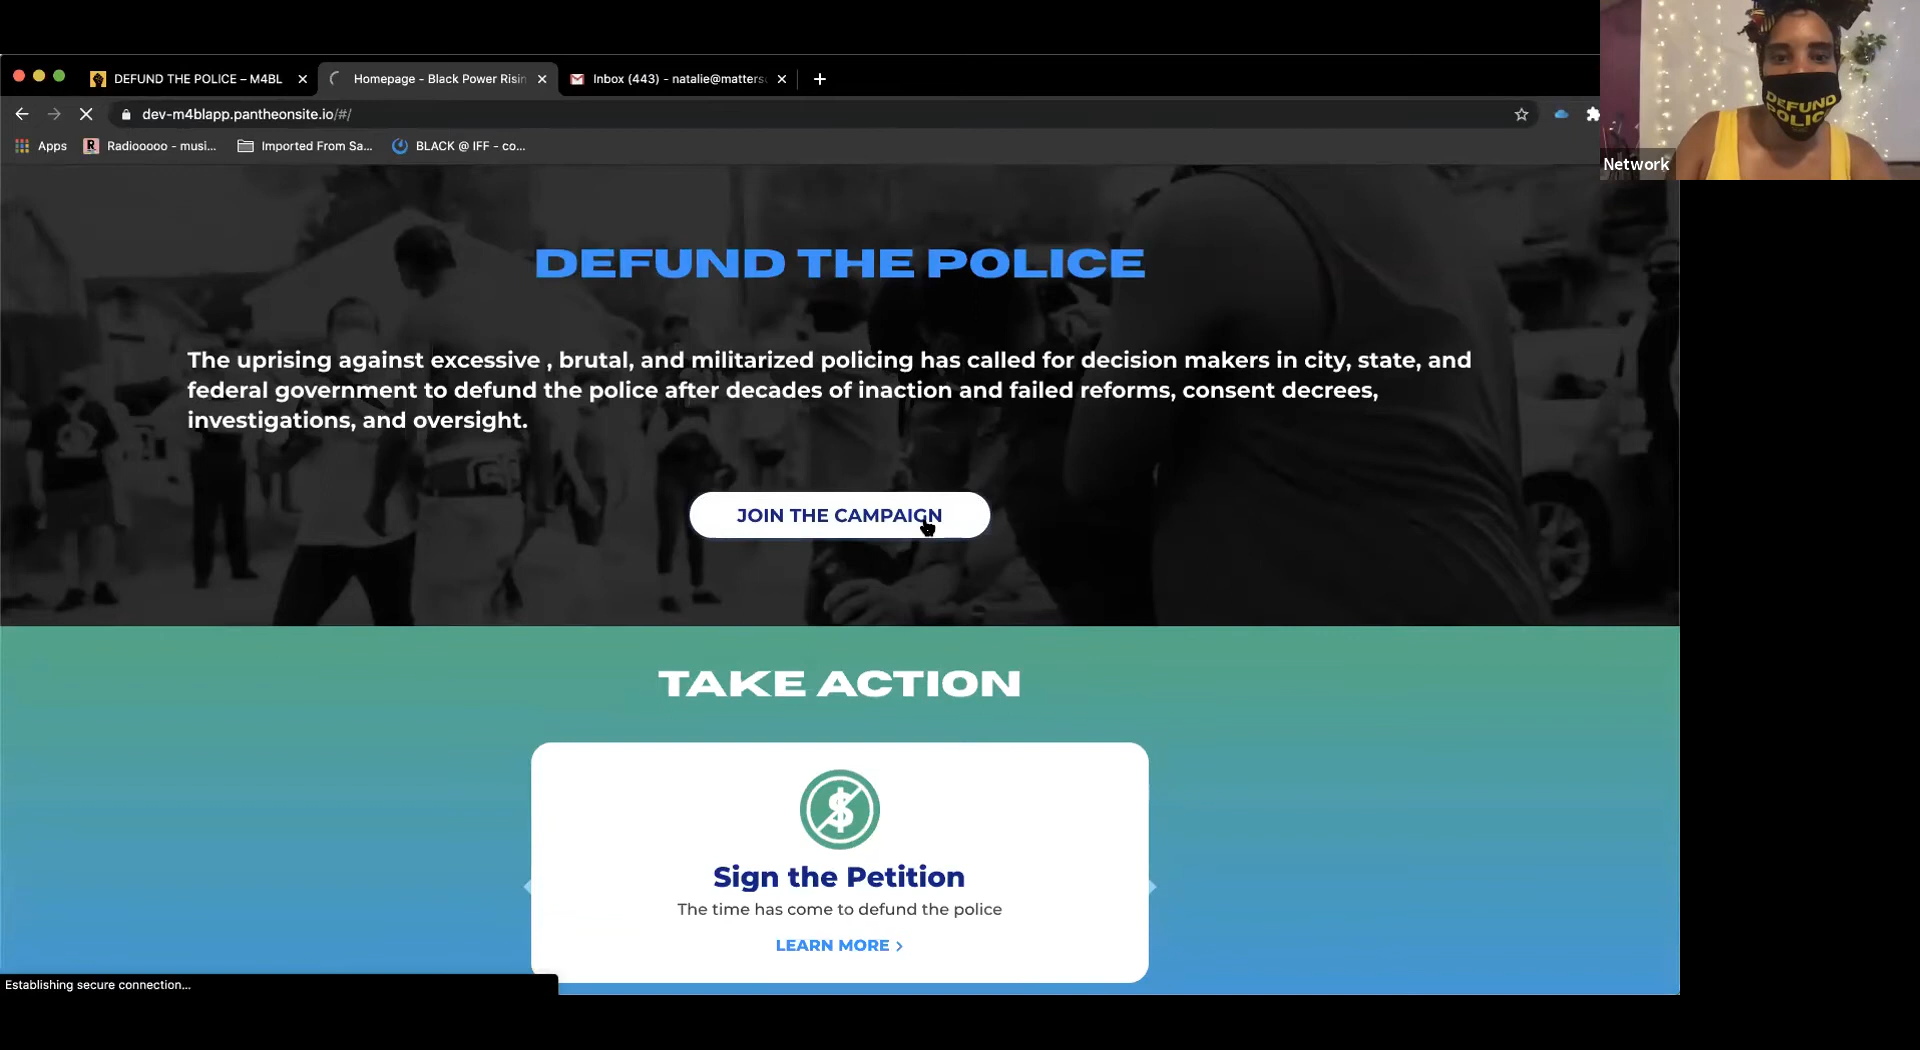 DEFUND THE POLICE – M4BL
Homepage - Black Power Risin
Inbox (443) - natalie@matters
dev-m4blapp.pantheonsite.io/#/
Apps
Radiooooo - musi...
Imported From Sa...
BLACK @ IFF - co...
DEFUND
POLICE
Network
DEFUND THE POLICE
The uprising against excessive , brutal, and militarized policing has called for decision makers in city, state, and
federal government to defund the police after decades of inaction and failed reforms, consent decrees,
investigations, and oversight.
JOIN THE CAMPAIGN
TAKE ACTION
Sign the Petition
The time has come to defund the police
LEARN MORE >
Establishing secure connection...